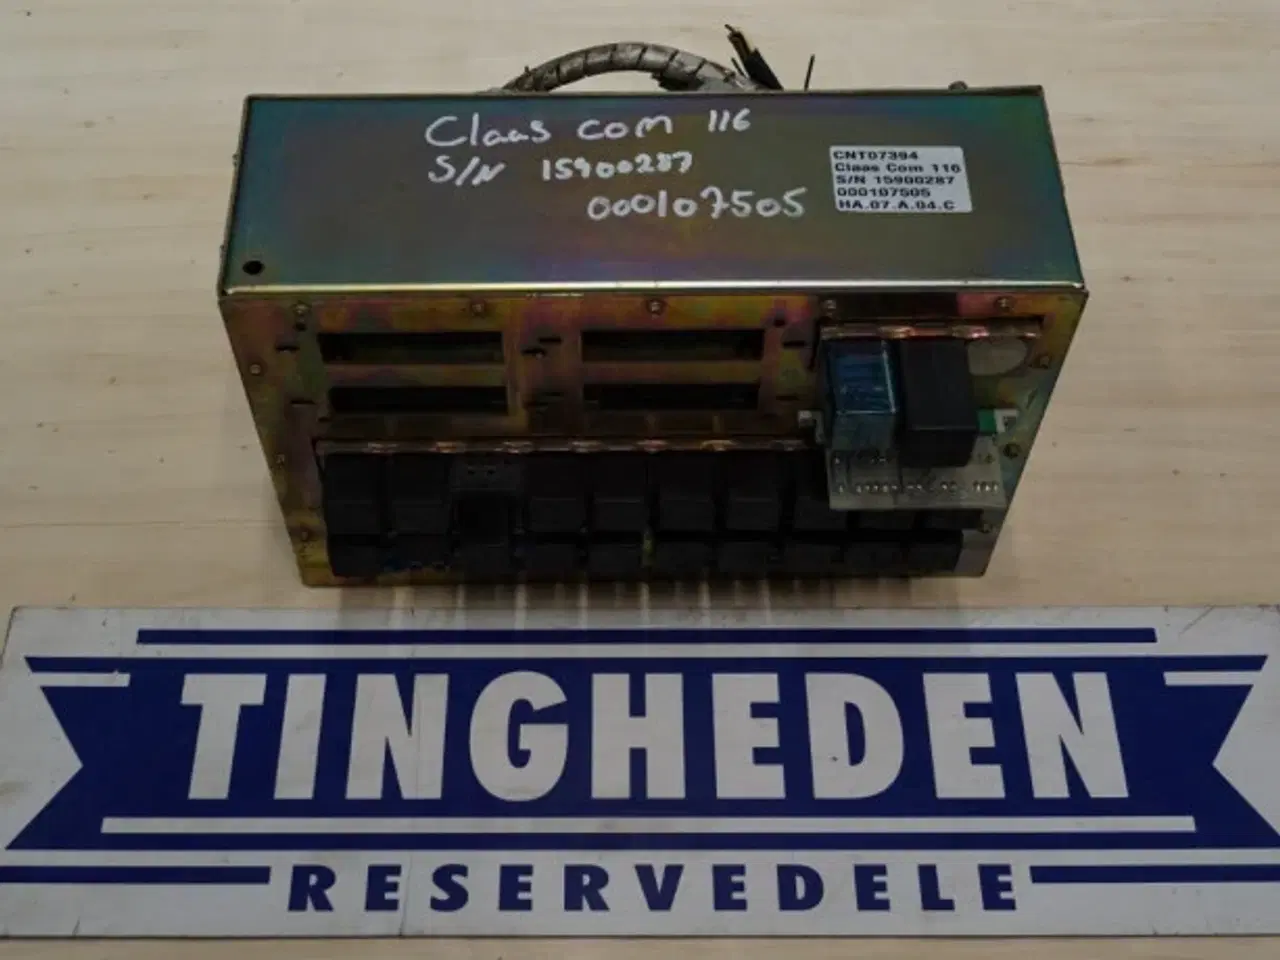 Claas com 116
S/N 15900287
000107505
CNT07394
Claas Com 116
S/N 15900287
000107505
HA.07.A.04.C
TINGHEDEN
RESERVEDELE